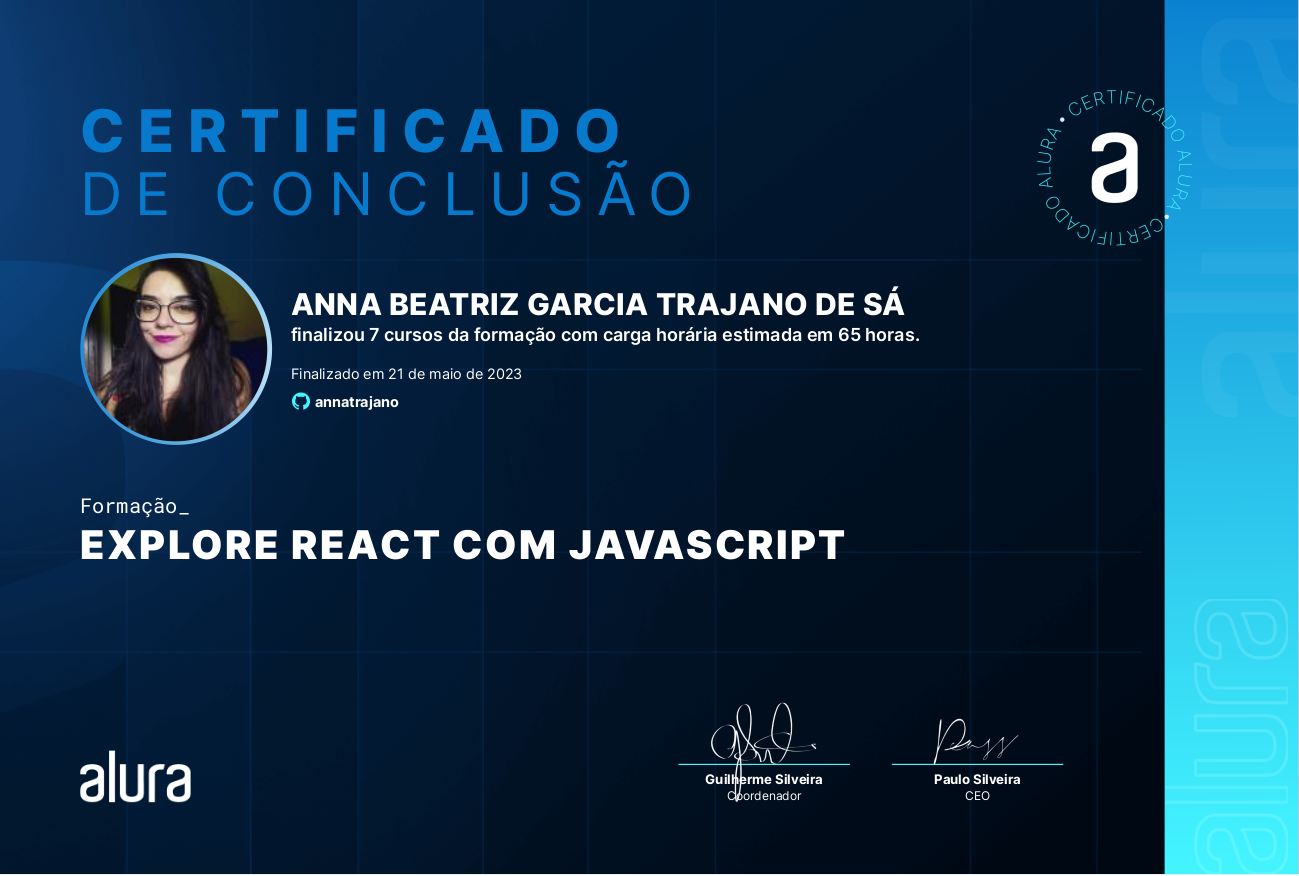 CERTIFICADO
DE CONCLUSÃO
CERTIFICADO ALURA • CERTIFICADO ALURA •
a
ANNA BEATRIZ GARCIA TRAJANO DE SÁ
finalizou 7 cursos da formação com carga horária estimada em 65 horas.
Finalizado em 21 de maio de 2023
annatrajano
Formação_
EXPLORE REACT COM JAVASCRIPT
alura
Guilherme Silveira
Coordenador
Paulo Silveira
CEO
alura
alura